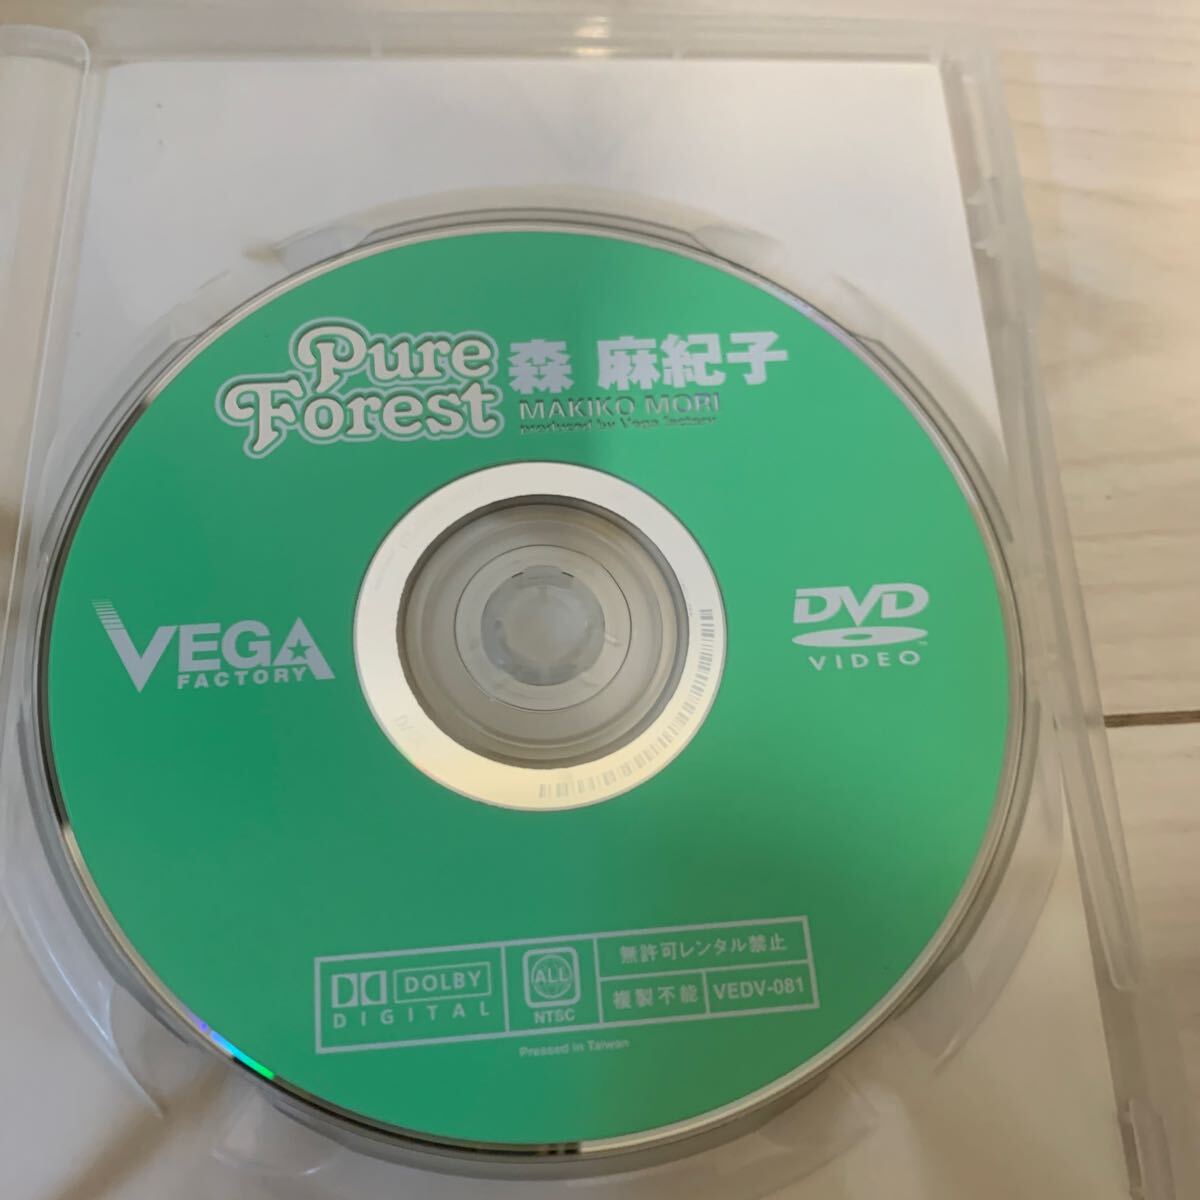 Pure
Forest
森 麻紀子
MAKIKO MORI
produced by Vega factory
VEGA
FACTORY
DVD
VIDEO
DOLBY
DIGITAL
ALL
NTSC
無許可レンタル禁止
複製不能
VEDV-081
Pressed in Taiwan